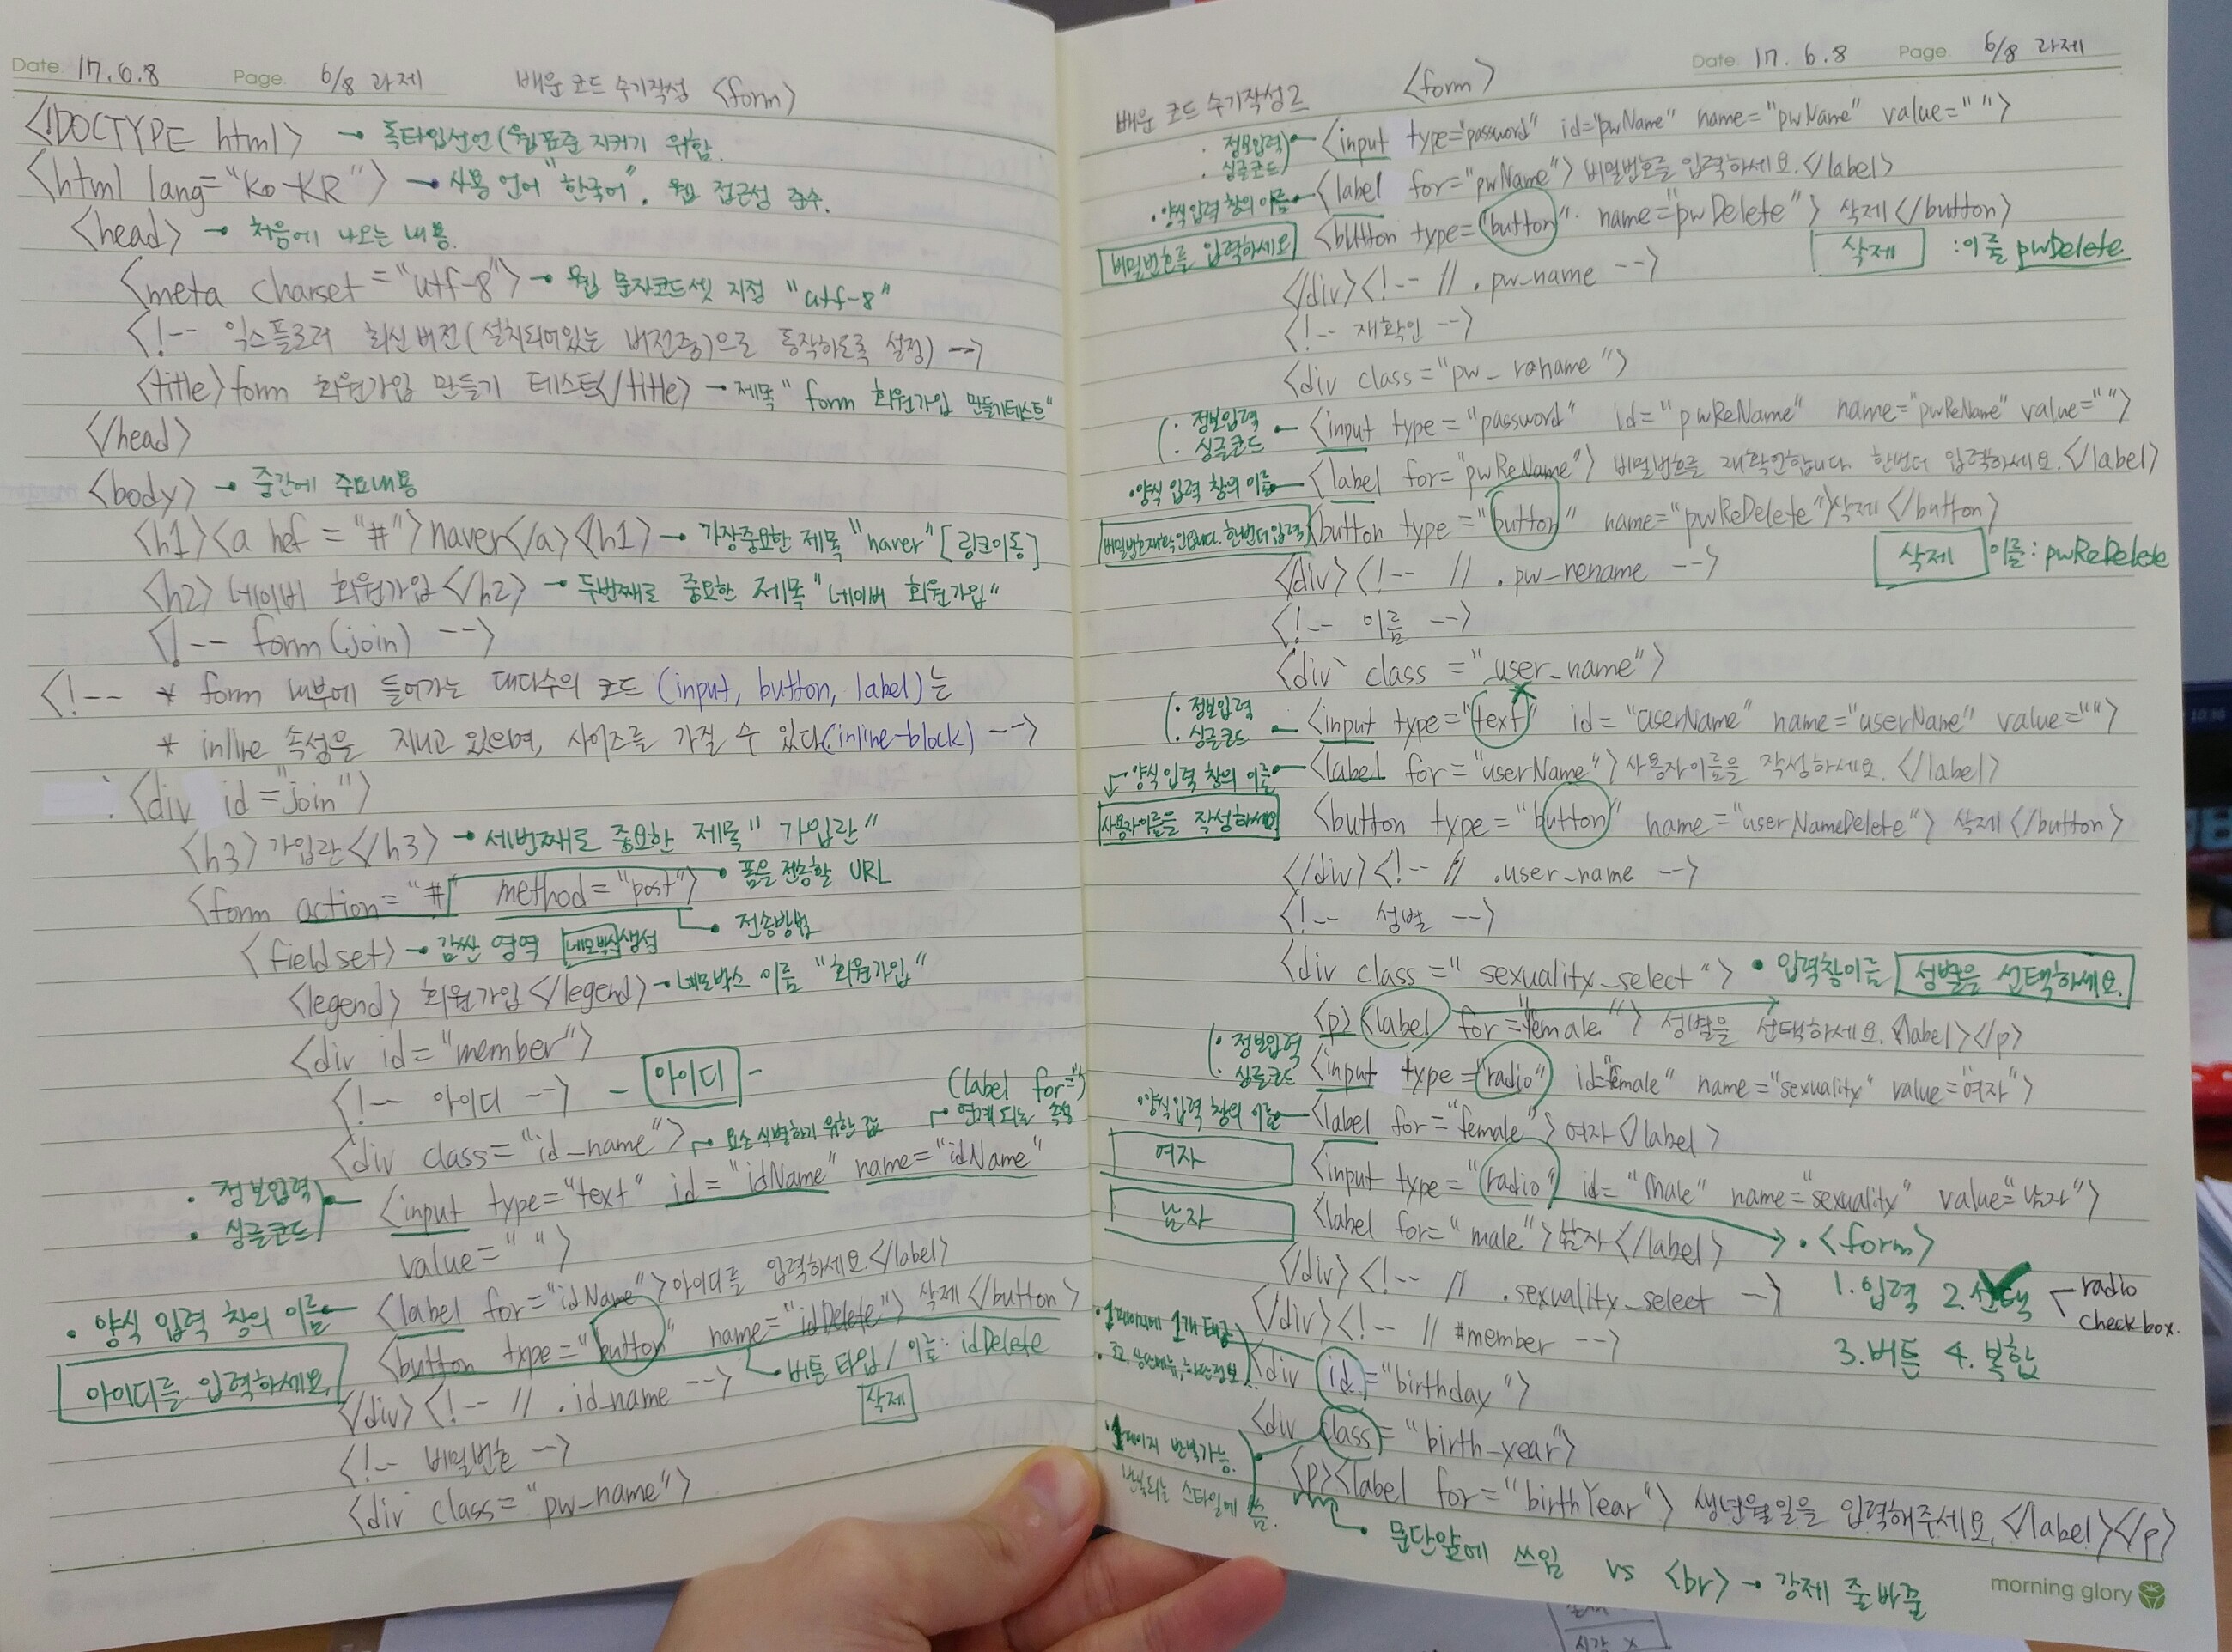 Date. 17. 6. 8 Page. 6/8 과제 배운 코드 수기작성 <form>
<!DOCTYPE html> → 독타입선언(웹표준 지키기 위함.
<html lang="Ko-KR"> → 사용 언어 "한국어". 웹 접근성 준수.
<head> → 처음에 나오는 내용.
<meta charset="utf-8"> → 웹 문자코드셋 지정 "utf-8"
<!-- 익스플로러 최신버전(설치되어있는 버전중)으로 동작하도록 설정) -->
<title>form 회원가입 만들기 테스트</title> → 제목 "form 회원가입 만들기테스트"
</head>
<body> → 중간에 주요내용
<h1><a hef = "#">naver</a><h1> → 가장중요한 제목 "naver" [링크이동]
<h2>네이버 회원가입</h2> → 두번째로 중요한 제목 "네이버 회원가입"
<!-- form(join) -->
<!-- * form 내부에 들어가는 대다수의 코드 (input, button, label)는
* inline 속성을 지니고 있으며, 사이즈를 가질 수 있다(inline-block) -->
<div id="join">
<h3>가입란</h3> → 세번째로 중요한 제목 "가입란"
• 폼을 전송할 URL
<form action="#" method="post">
전송방법
<fieldset> → 감싼 영역 네모박스생성
<legend>회원가입</legend> → 네모박스 이름 "회원가입"
<div id="member">
<!-- 아이디 --> - 아이디 -
(label for="")
<div class="id_name"> 요소 식별하기 위한 값 연계되는 속성
• 정보입력
• 싱글코드
<input type="text" id="idName" name="idName"
value=" ">
• 양식 입력 창의 이름 <label for="idName">아이디를 입력하세요.</label>
<button type="button" name="idDelete"> 삭제</button>
아이디를 입력하세요. 버튼 타입 / 이름: idDelete
</div><!-- // .id_name --> 삭제
<!-- 비밀번호 -->
<div class="pw_name">
Date. 17. 6. 8 Page. 6/8 과제
배운 코드 수기작성2 <form>
• 정보입력
• 싱글코드
<input type="password" id="pwName" name="pwName" value="">
• 양식입력 창의 이름 <label for="pwName">비밀번호를 입력하세요.</label>
비밀번호를 입력하세요 <button type="button" name="pwDelete">삭제</button>
삭제 : 이름 pwDelete
</div><!-- // .pw_name -->
<!-- 재확인 -->
<div class="pw_rename">
• 정보입력
• 싱글코드
<input type="password" id="pwReName" name="pwReName" value="">
• 양식 입력 창의 이름 <label for="pwReName">비밀번호를 재확인합니다. 한번더 입력하세요.</label>
<button type="button" name="pwReDelete">삭제</button>
삭제 이름: pwReDelete
<div><!-- // .pw_rename -->
<!-- 이름 -->
<div class="user_name">
• 정보입력
• 싱글코드
<input type="text" id="userName" name="userName" value="">
양식 입력 창의 이름 <label for="userName">사용자이름을 작성하세요.</label>
사용자이름을 작성하세요 <button type="button" name="userNameDelete">삭제</button>
</div><!-- // .user_name -->
<!-- 성별 -->
<div class="sexuality_select"> • 입력창이름 성별을 선택하세요.
<p><label for="female">성별을 선택하세요.<label></p>
• 정보입력
• 싱글코드
<input type="radio" id="female" name="sexuality" value="여자">
• 양식입력 창의 이름 <label for="female">여자</label>
여자 <input type="radio" id="male" name="sexuality" value="남자">
남자 <label for="male">남자</label> • <form>
</div><!-- // .sexuality_select --> 1. 입력 2. 선택 radio
checkbox.
</div><!-- // #member --> 3. 버튼 4. 복합
• 1페이지에 1개 태그
<div id="birthday">
<div class="birth-year">
• 1페이지 반복가능.
반복되는 스타일에 씀.
<p><label for="birthYear">생년월일을 입력해주세요.</label></p>
문단앞에 쓰임 vs <br> → 강제 줄바꿈
morning glory